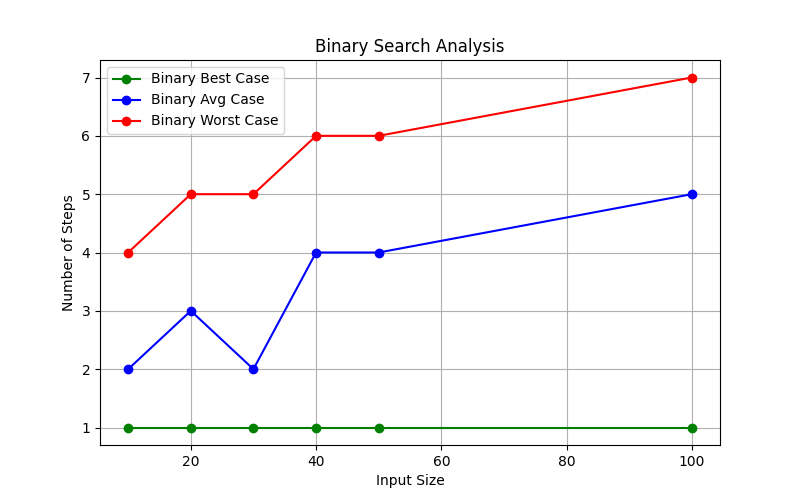 Binary Search Analysis
Binary Best Case
Binary Avg Case
Binary Worst Case
Number of Steps
7
6
5
4
3
2
1
20 40 60 80 100
Input Size